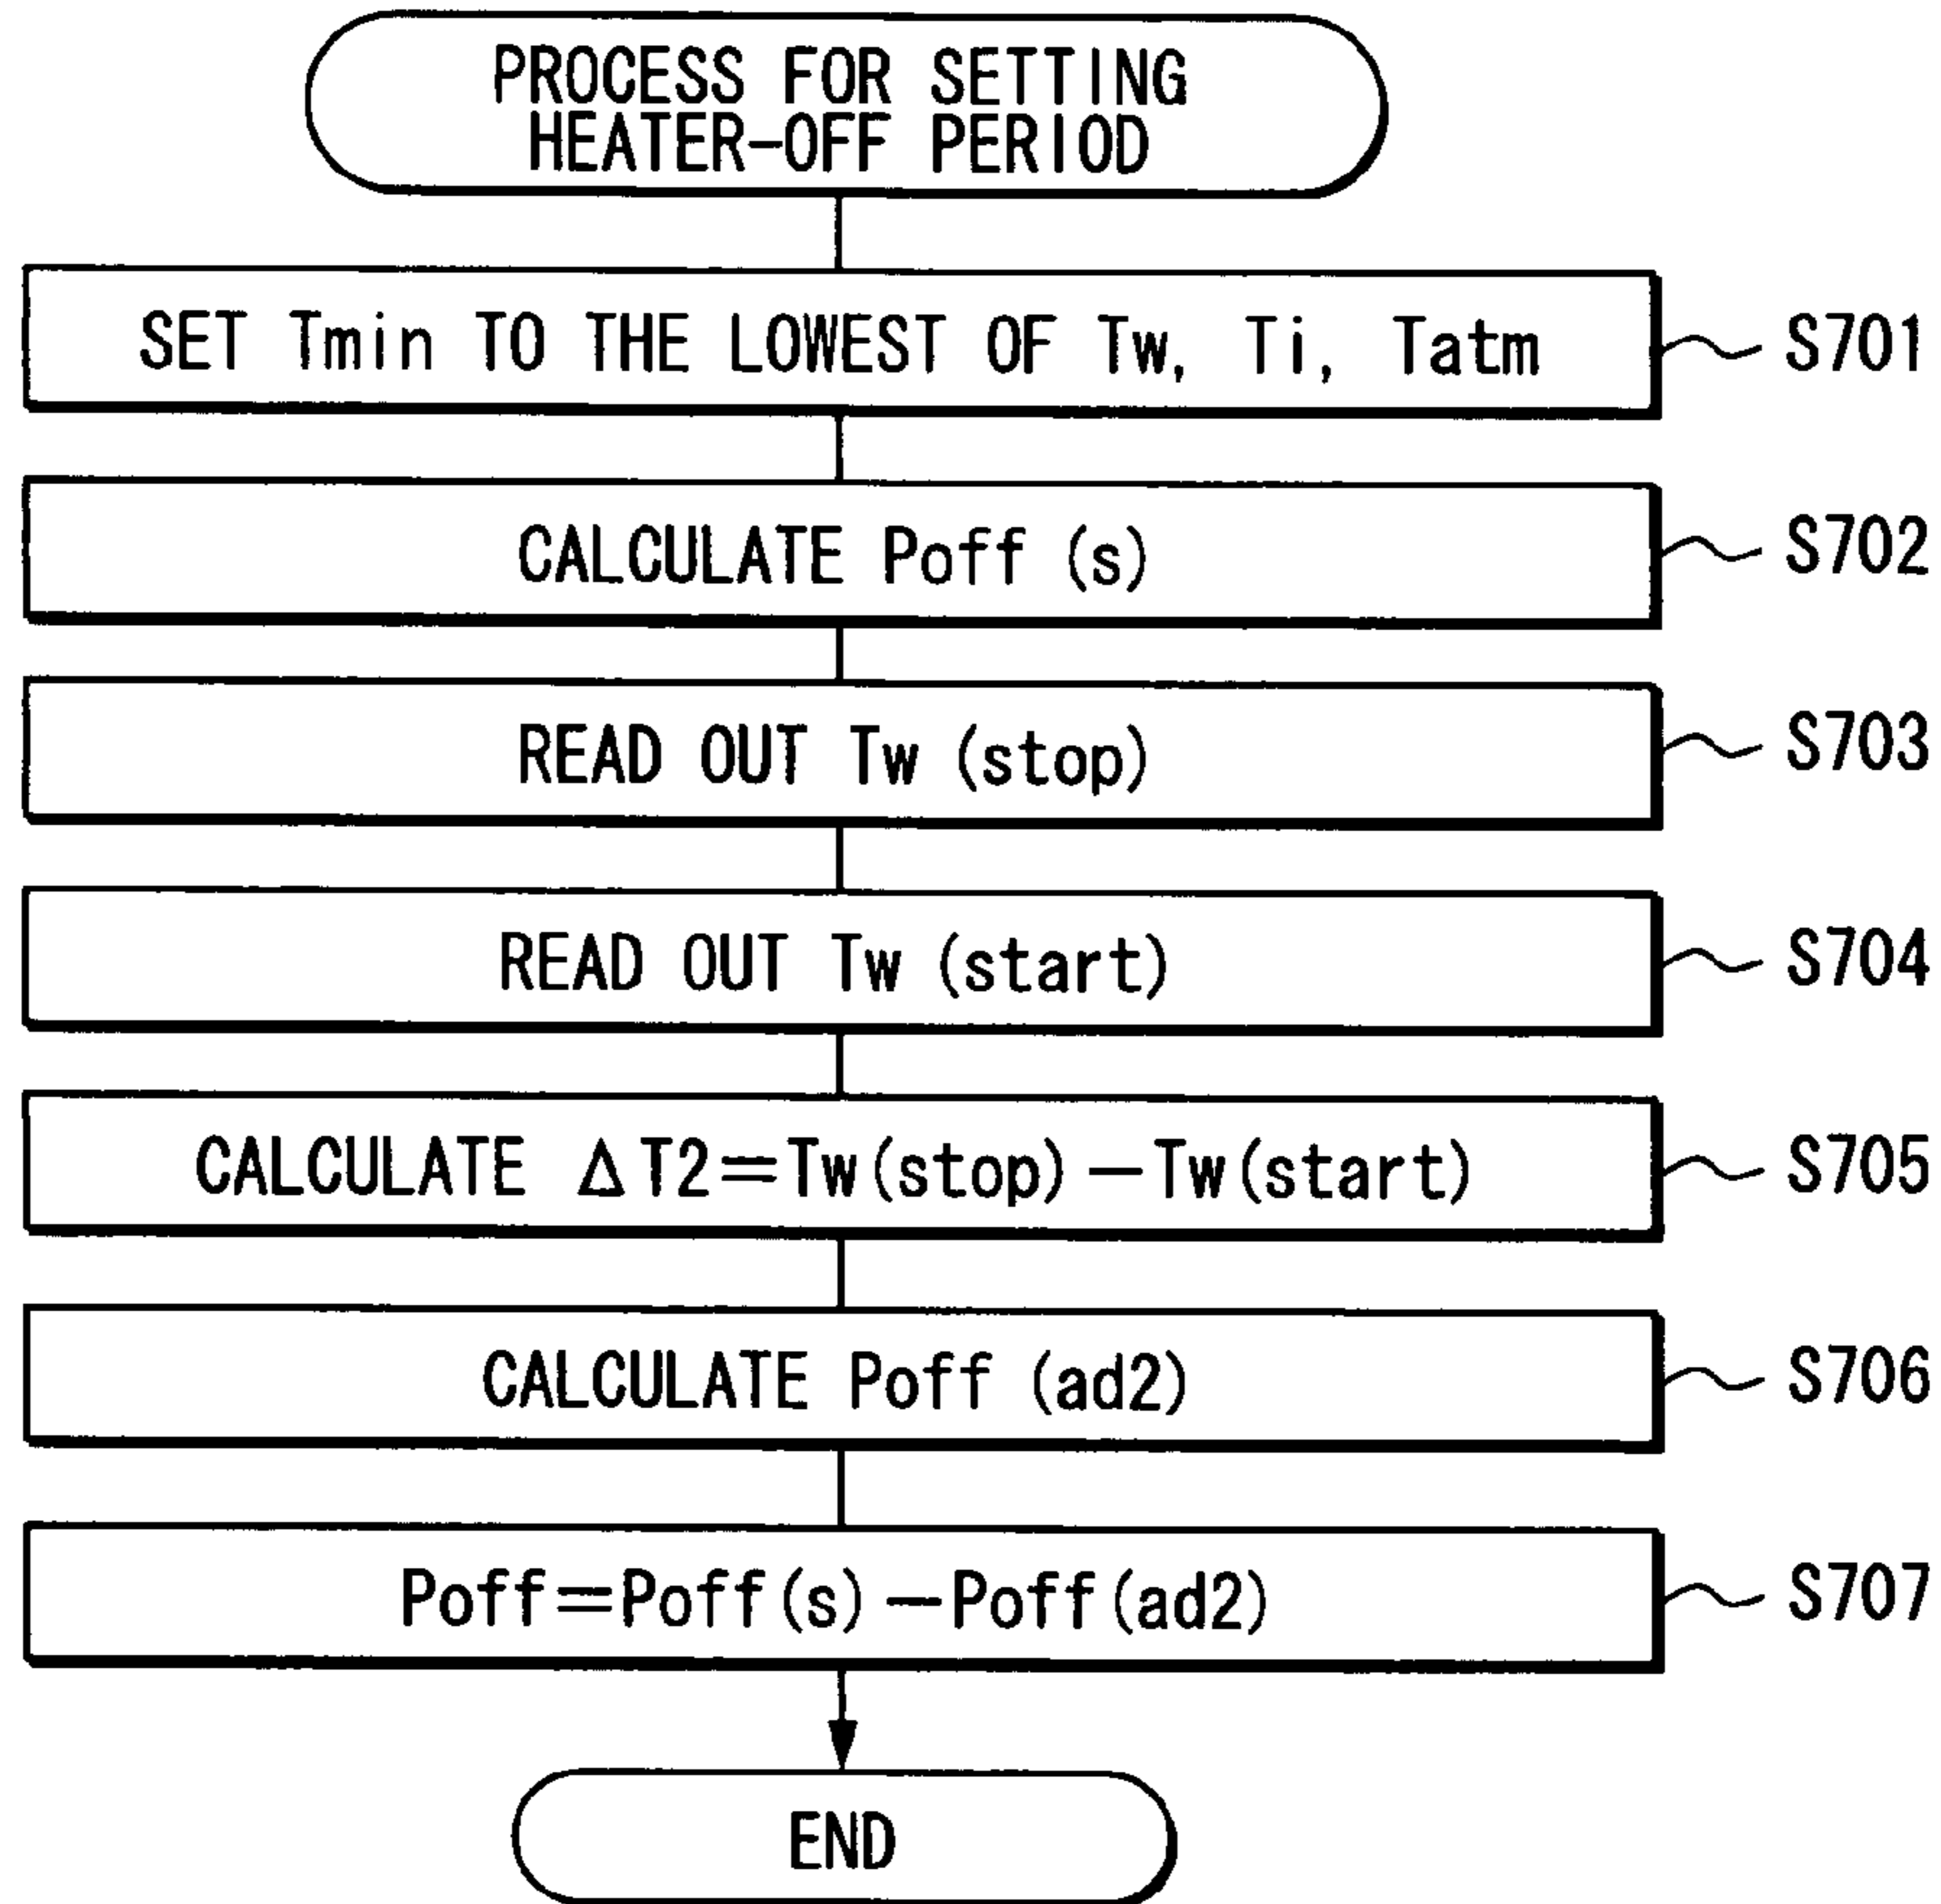 PROCESS FOR SETTING
HEATER-OFF PERIOD
SET Tmin TO THE LOWEST OF Tw, Ti, Tatm
S701
CALCULATE Poff (s)
S702
READ OUT Tw (stop)
S703
READ OUT Tw (start)
S704
CALCULATE ΔT2=Tw(stop)-Tw(start)
S705
CALCULATE Poff (ad2)
S706
Poff=Poff(s)-Poff(ad2)
S707
END